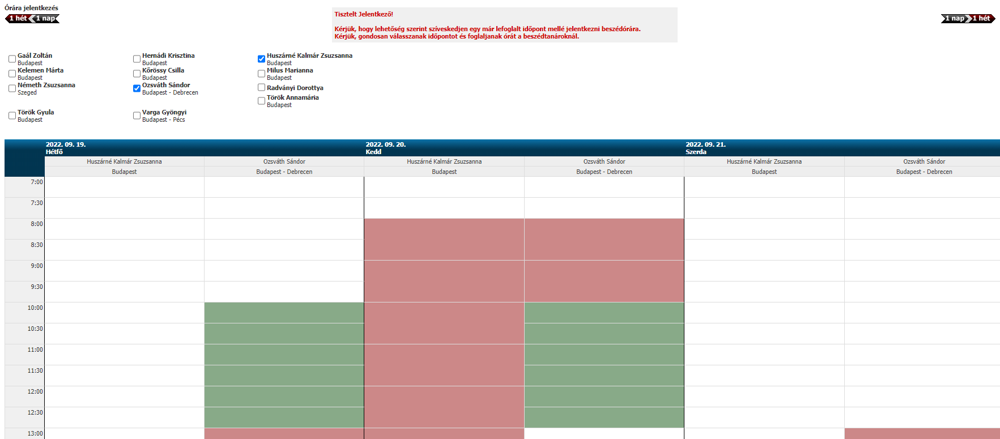 Órára jelentkezés
1 hét 1 nap
1 nap 1 hét
Tisztelt Jelentkező!
Kérjük, hogy lehetőség szerint szíveskedjen egy már lefoglalt időpont mellé jelentkezni beszédórára.
Kérjük, gondosan válasszanak időpontot és foglaljanak órát a beszédtanároknál.
Gaál Zoltán Hernádi Krisztina Huszárné Kalmár Zsuzsanna
Budapest Budapest Budapest
Kelemen Márta Kőrössy Csilla Milus Marianna
Budapest Budapest Budapest
Németh Zsuzsanna Ozsváth Sándor Radványi Dorottya
Szeged Budapest - Debrecen
Török Annamária
Budapest
Török Gyula Varga Gyöngyi
Budapest Budapest - Pécs
2022. 09. 19. 2022. 09. 20. 2022. 09. 21.
Hétfő Kedd Szerda
Huszárné Kalmár Zsuzsanna Ozsváth Sándor Huszárné Kalmár Zsuzsanna Ozsváth Sándor Huszárné Kalmár Zsuzsanna Ozsváth Sándor
Budapest Budapest - Debrecen Budapest Budapest - Debrecen Budapest Budapest - Debrecen
7:00
7:30
8:00
8:30
9:00
9:30
10:00
10:30
11:00
11:30
12:00
12:30
13:00